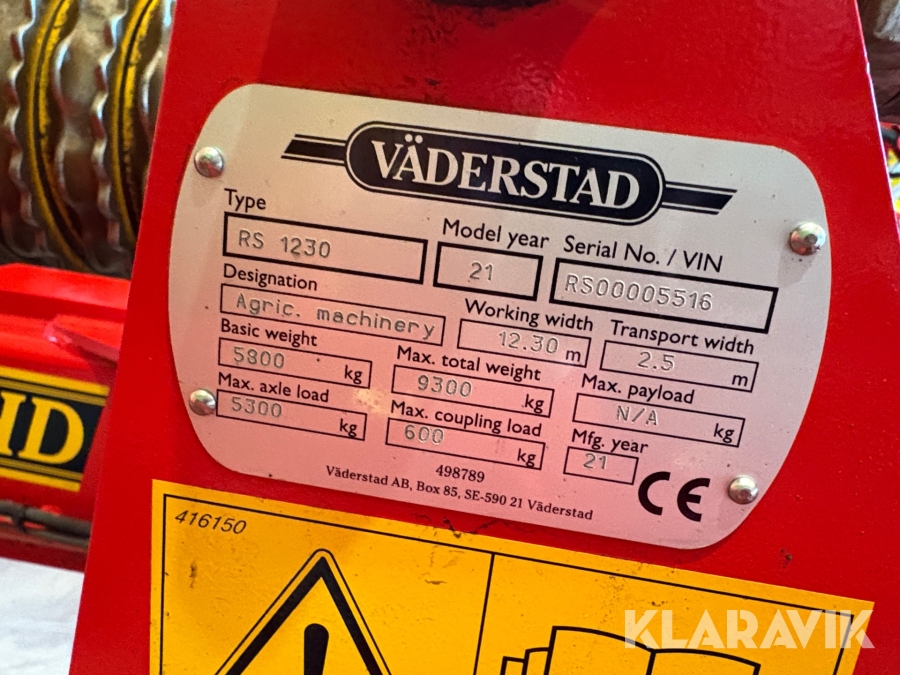 VÄDERSTAD
Type
RS 1230
Model year
21
Serial No. / VIN
RS00005516
Designation
Agric. machinery
Working width
12.30 m
Transport width
2.5 m
Basic weight
5800 kg
Max. total weight
9300 kg
Max. payload
N/A kg
Max. axle load
5300 kg
Max. coupling load
600 kg
Mfg. year
21
CE
498789
Väderstad AB, Box 85, SE-590 21 Väderstad
416150
ID
KLARAVIK